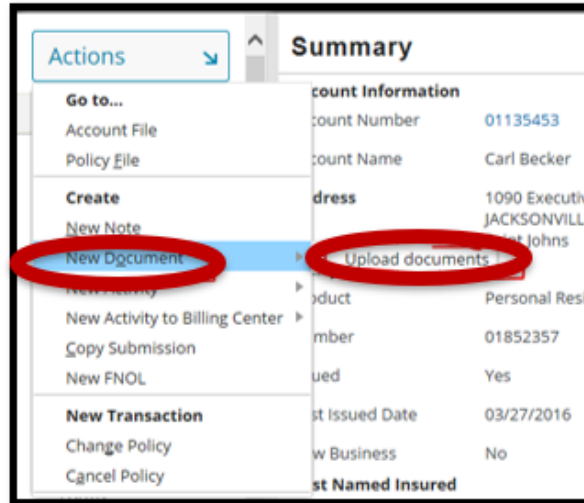 Actions
Go to...
Account File
Policy File
Create
New Note
New Document
Upload documents
New Activity
New Activity to Billing Center
Copy Submission
New FNOL
New Transaction
Change Policy
Cancel Policy
Summary
count Information
count Number 01135453
count Name Carl Becker
dress 1090 Executiv
JACKSONVILL
Johns
duct Personal Resi
mber 01852357
ued Yes
st Issued Date 03/27/2016
w Business No
st Named Insured